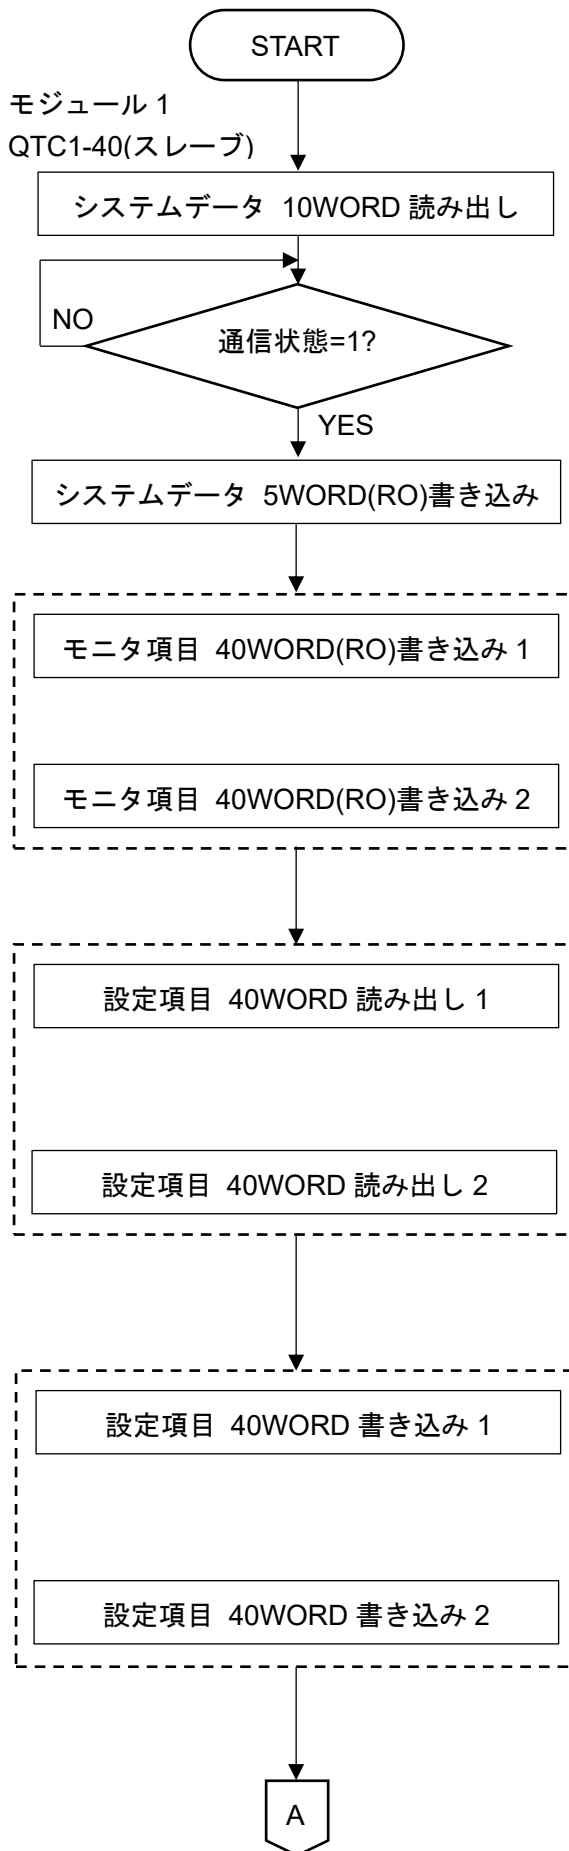 START
モジュール 1
QTC1-40(スレーブ)
システムデータ 10WORD 読み出し
NO
通信状態=1?
YES
システムデータ 5WORD(RO)書き込み
モニタ項目 40WORD(RO)書き込み 1
モニタ項目 40WORD(RO)書き込み 2
設定項目 40WORD 読み出し 1
設定項目 40WORD 読み出し 2
設定項目 40WORD 書き込み 1
設定項目 40WORD 書き込み 2
A